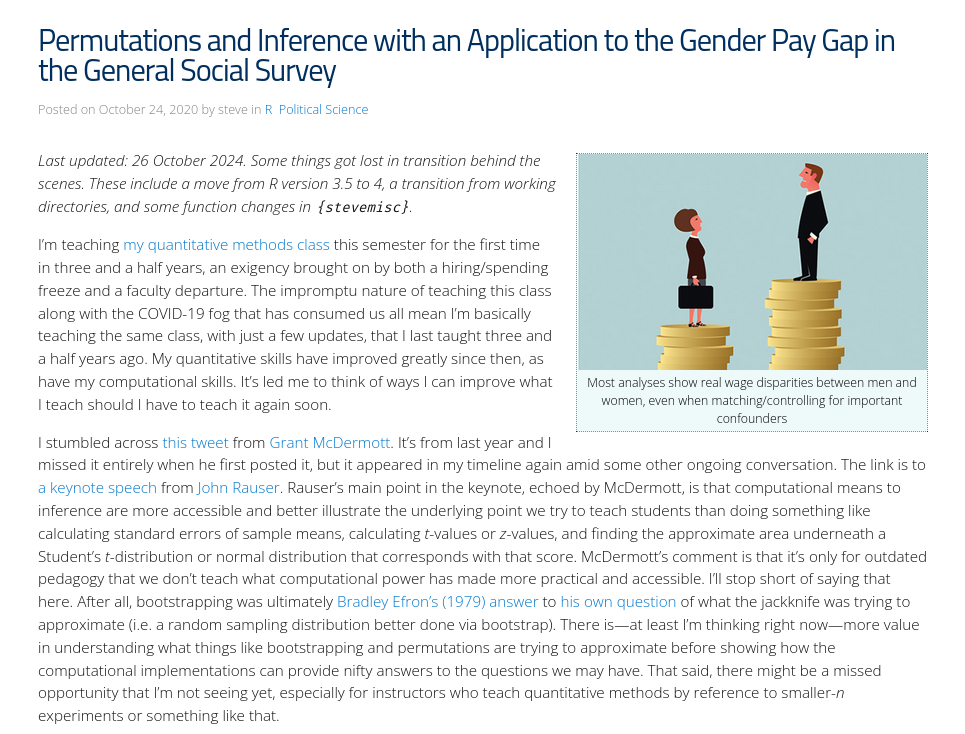 Permutations and Inference with an Application to the Gender Pay Gap in
the General Social Survey
Posted on October 24, 2020 by steve in R  Political Science
Last updated: 26 October 2024. Some things got lost in transition behind the
scenes. These include a move from R version 3.5 to 4, a transition from working
directories, and some function changes in {stevemisc}.
I’m teaching my quantitative methods class this semester for the first time
in three and a half years, an exigency brought on by both a hiring/spending
freeze and a faculty departure. The impromptu nature of teaching this class
along with the COVID-19 fog that has consumed us all mean I’m basically
teaching the same class, with just a few updates, that I last taught three and
a half years ago. My quantitative skills have improved greatly since then, as
have my computational skills. It’s led me to think of ways I can improve what
I teach should I have to teach it again soon.
Most analyses show real wage disparities between men and
women, even when matching/controlling for important
confounders
I stumbled across this tweet from Grant McDermott. It’s from last year and I
missed it entirely when he first posted it, but it appeared in my timeline again amid some other ongoing conversation. The link is to
a keynote speech from John Rauser. Rauser’s main point in the keynote, echoed by McDermott, is that computational means to
inference are more accessible and better illustrate the underlying point we try to teach students than doing something like
calculating standard errors of sample means, calculating t-values or z-values, and finding the approximate area underneath a
Student’s t-distribution or normal distribution that corresponds with that score. McDermott’s comment is that it’s only for outdated
pedagogy that we don’t teach what computational power has made more practical and accessible. I’ll stop short of saying that
here. After all, bootstrapping was ultimately Bradley Efron’s (1979) answer to his own question of what the jackknife was trying to
approximate (i.e. a random sampling distribution better done via bootstrap). There is—at least I’m thinking right now—more value
in understanding what things like bootstrapping and permutations are trying to approximate before showing how the
computational implementations can provide nifty answers to the questions we may have. That said, there might be a missed
opportunity that I’m not seeing yet, especially for instructors who teach quantitative methods by reference to smaller-n
experiments or something like that.